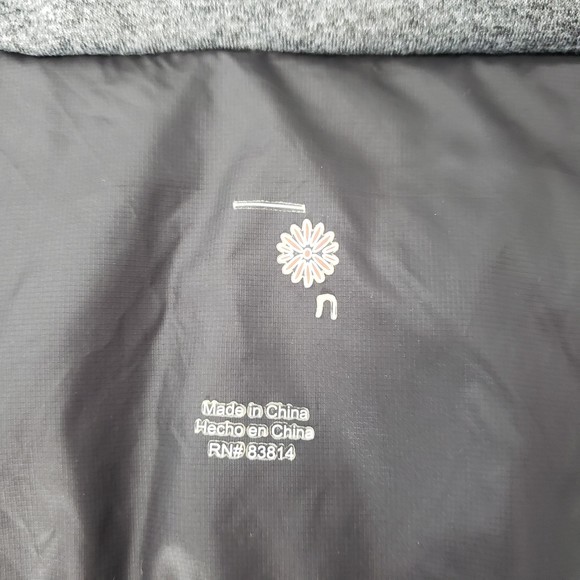 n
Made in China
Hecho en China
RN# 83814